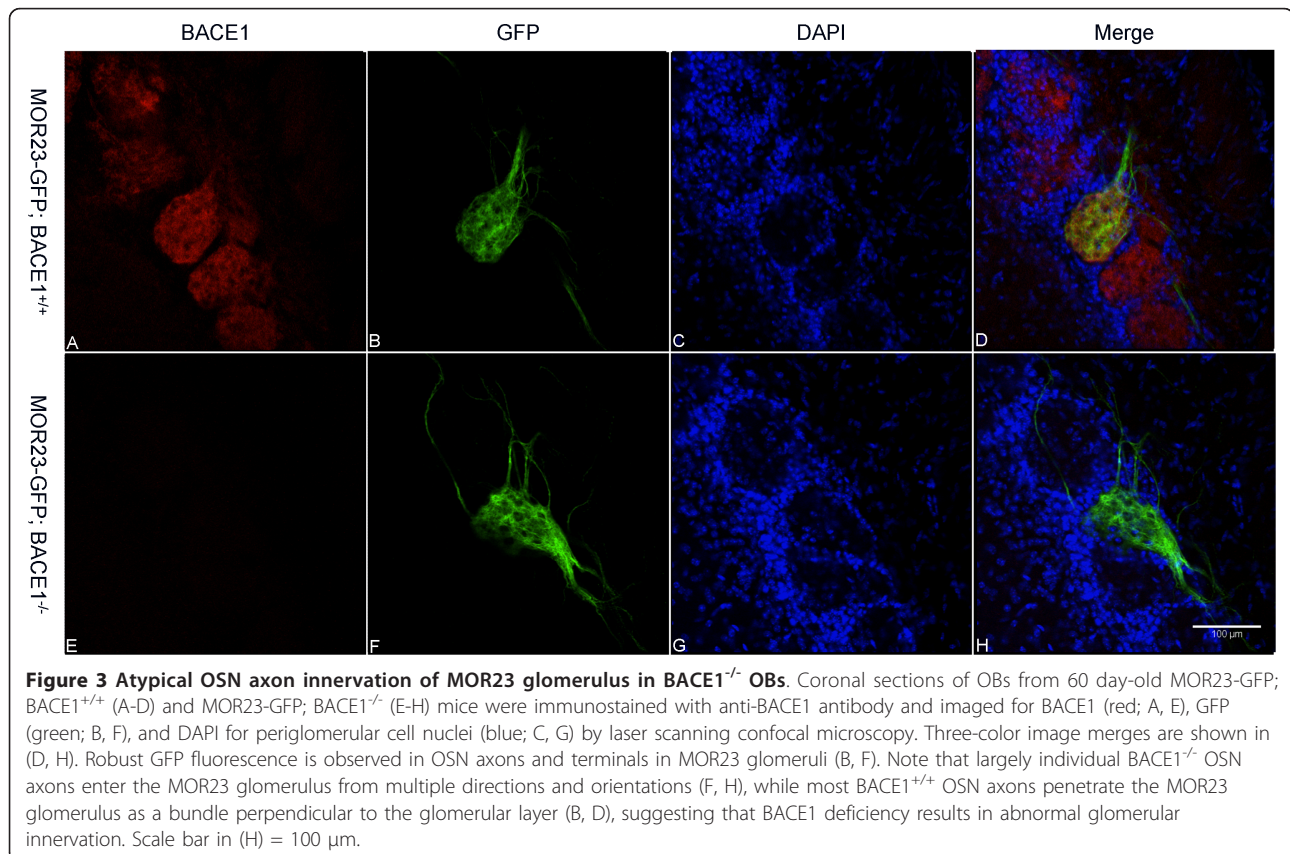 BACE1 GFP DAPI Merge
MOR23-GFP; BACE1+/+
A B C D
MOR23-GFP; BACE1-/-
E F G H
100 µm
Figure 3 Atypical OSN axon innervation of MOR23 glomerulus in BACE1-/- OBs. Coronal sections of OBs from 60 day-old MOR23-GFP;
BACE1+/+ (A-D) and MOR23-GFP; BACE1-/- (E-H) mice were immunostained with anti-BACE1 antibody and imaged for BACE1 (red; A, E), GFP
(green; B, F), and DAPI for periglomerular cell nuclei (blue; C, G) by laser scanning confocal microscopy. Three-color image merges are shown in
(D, H). Robust GFP fluorescence is observed in OSN axons and terminals in MOR23 glomeruli (B, F). Note that largely individual BACE1-/- OSN
axons enter the MOR23 glomerulus from multiple directions and orientations (F, H), while most BACE1+/+ OSN axons penetrate the MOR23
glomerulus as a bundle perpendicular to the glomerular layer (B, D), suggesting that BACE1 deficiency results in abnormal glomerular
innervation. Scale bar in (H) = 100 µm.